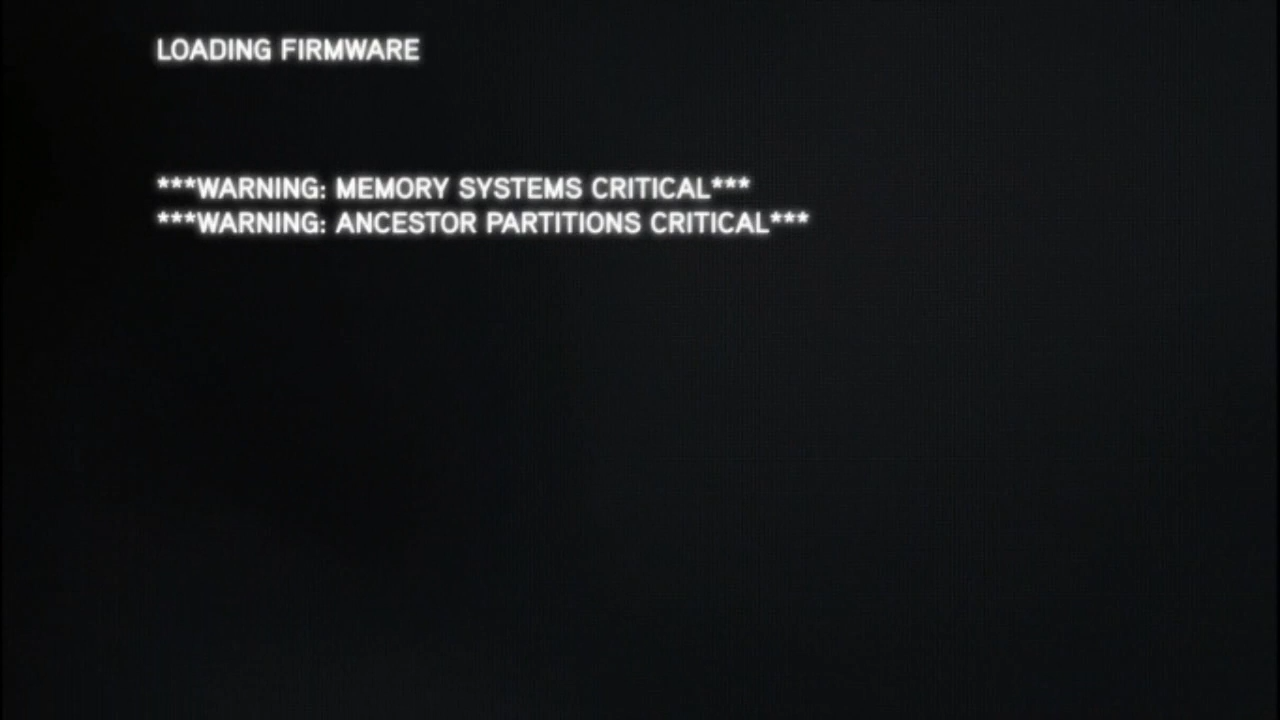 LOADING FIRMWARE
***WARNING: MEMORY SYSTEMS CRITICAL***
***WARNING: ANCESTOR PARTITIONS CRITICAL***